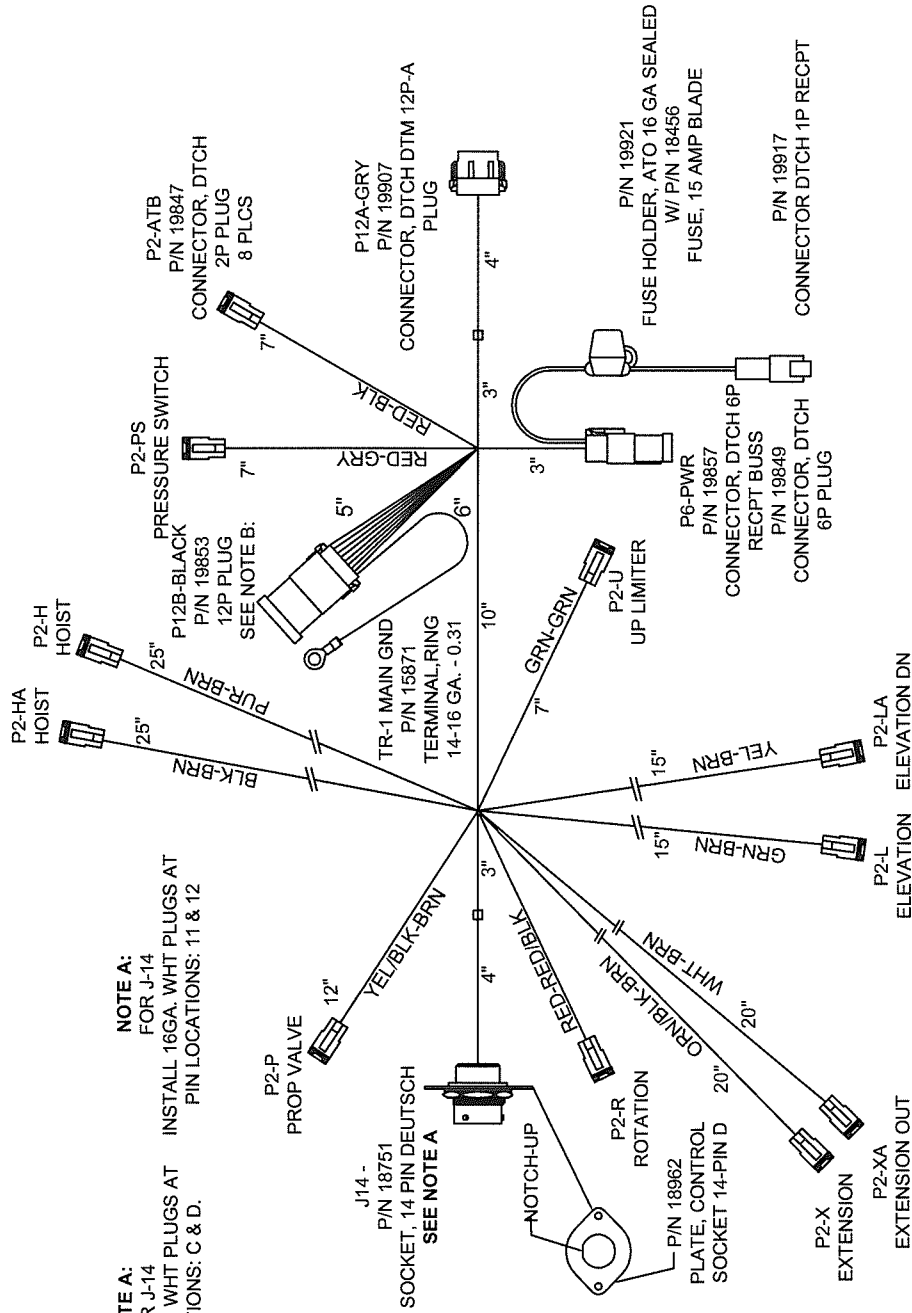 TE A:
R J-14
WHT PLUGS AT
TIONS: C & D.
NOTE A:
FOR J-14
INSTALL 16GA. WHT PLUGS AT
PIN LOCATIONS: 11 & 12
P2-HA
HOIST
25"
BLK-BRN
P2-H
HOIST
25"
PUR-BRN
P2-PS
PRESSURE SWITCH
7"
RED-GRY
P2-ATB
P/N 19847
CONNECTOR, DTCH
2P PLUG
8 PLCS
7"
RED-BLK
P12B-BLACK
P/N 19853
12P PLUG
SEE NOTE B:
5"
6"
TR-1 MAIN GND
P/N 15871
TERMINAL,RING
14-16 GA. - 0.31
P12A-GRY
P/N 19907
CONNECTOR, DTCH DTM 12P-A
PLUG
4"
3"
10"
P2-P
PROP VALVE
12"
YEL/BLK-BRN
J14 -
P/N 18751
SOCKET, 14 PIN DEUTSCH
SEE NOTE A
4"
3"
NOTCH-UP
P/N 18962
PLATE, CONTROL
SOCKET 14-PIN D
P2-R
ROTATION
RED-RED/BLK
P2-X
EXTENSION
20"
ORN/BLK-BRN
P2-XA
EXTENSION OUT
20"
WHT-BRN
P2-L
ELEVATION
15"
GRN-BRN
P2-LA
ELEVATION DN
15"
YEL-BRN
P2-U
UP LIMITER
7"
GRN-GRN
3"
P6-PWR
P/N 19857
CONNECTOR, DTCH 6P
RECPT BUSS
P/N 19849
CONNECTOR, DTCH
6P PLUG
P/N 19921
FUSE HOLDER, ATO 16 GA SEALED
W/ P/N 18456
FUSE, 15 AMP BLADE
P/N 19917
CONNECTOR DTCH 1P RECPT